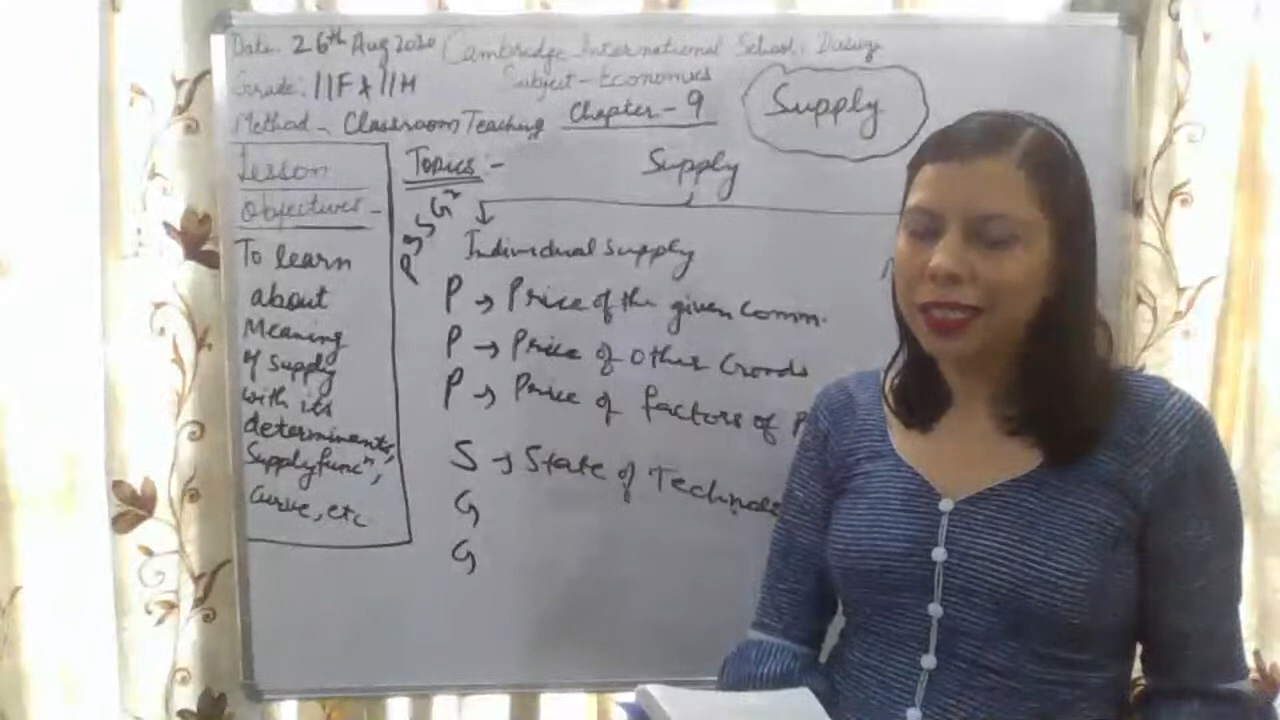 Date: 26th Aug 2020 Cambridge International School, Dasuya
Grade: 11F & 11H Subject - Economics
Method - Classroom Teaching Chapter - 9 Supply
Lesson
Objectives -
To learn
about
Meaning
of supply
with its
determinants,
Supply funcn,
Curve, etc
Topics :- Supply
Individual supply
P → Price of the given Comm.
P → Price of other Goods
P → Price of factors of P
S → State of Technolo
G
G